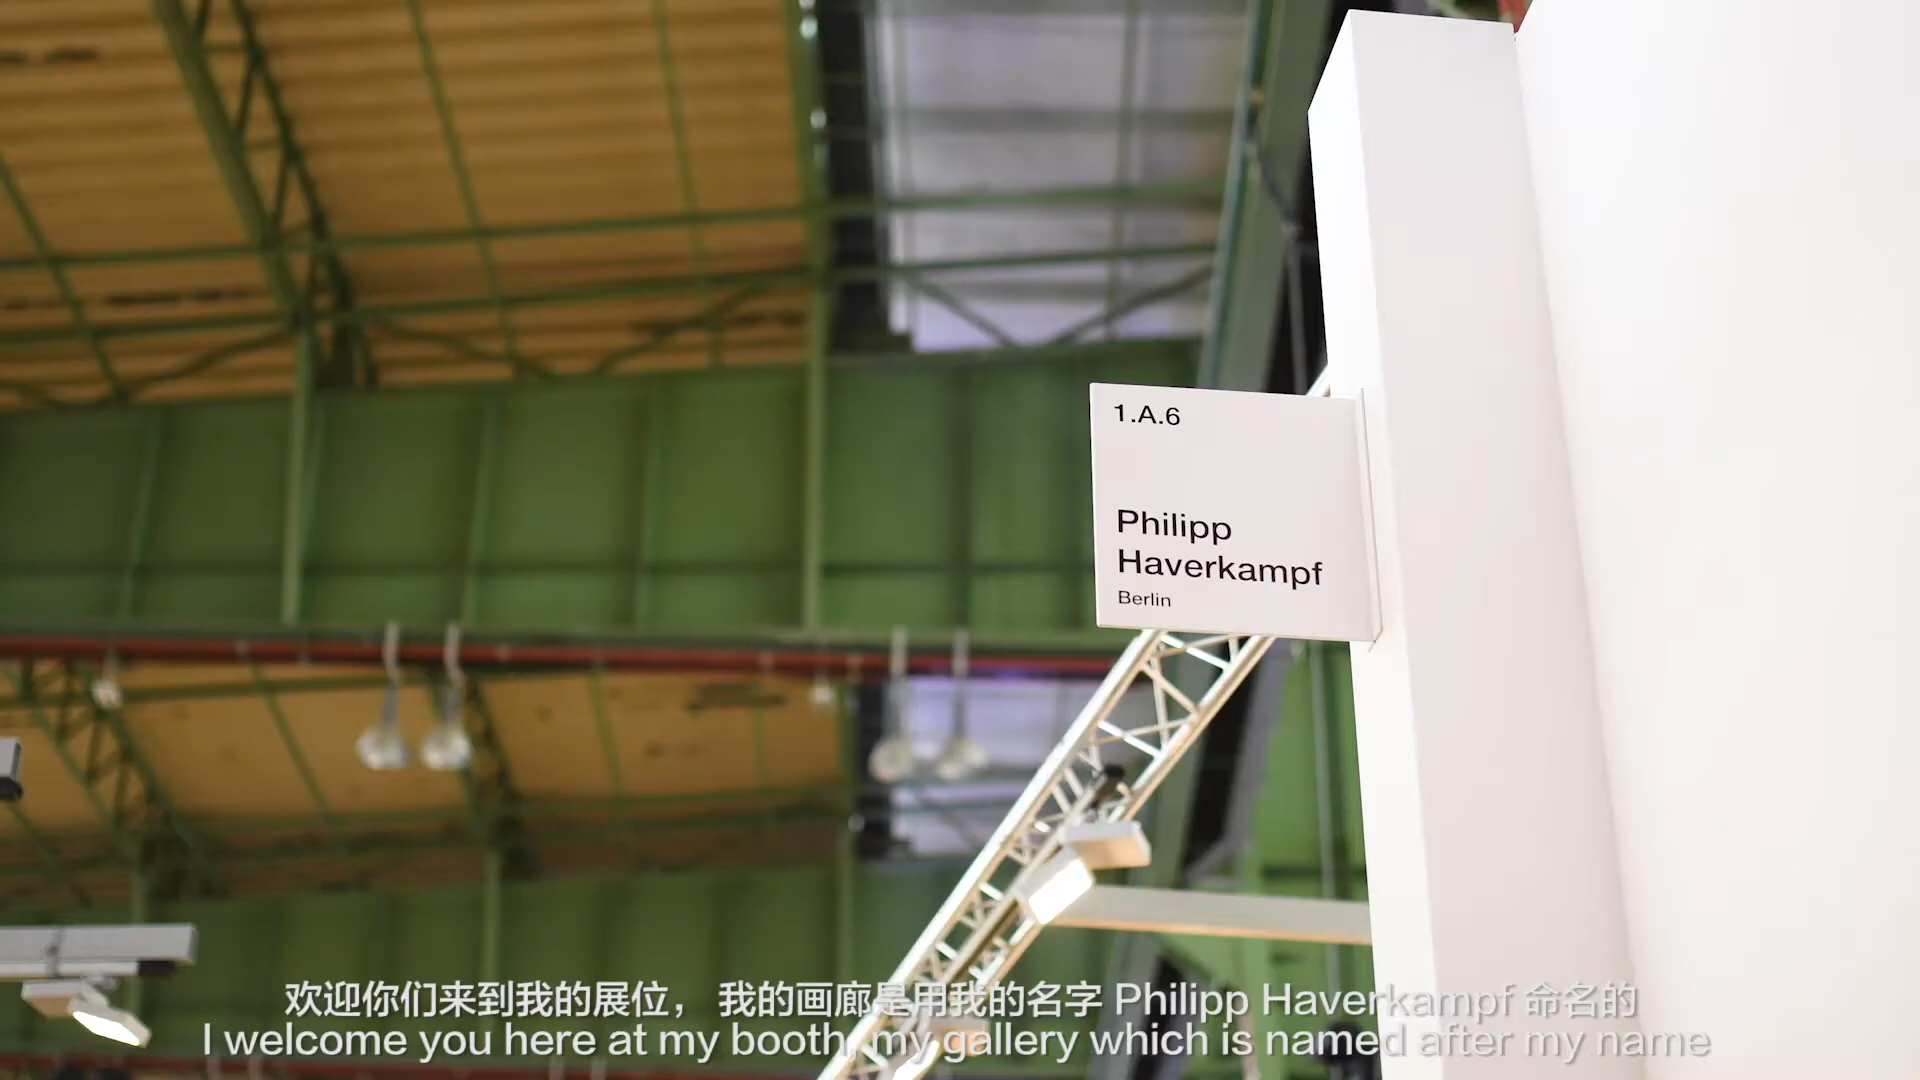 1.A.6
Philipp
Haverkampf
Berlin
欢迎你们来到我的展位， 我的画廊是用我的名字 Philipp Haverkampf 命名的
I welcome you here at my booth, my gallery which is named after my name